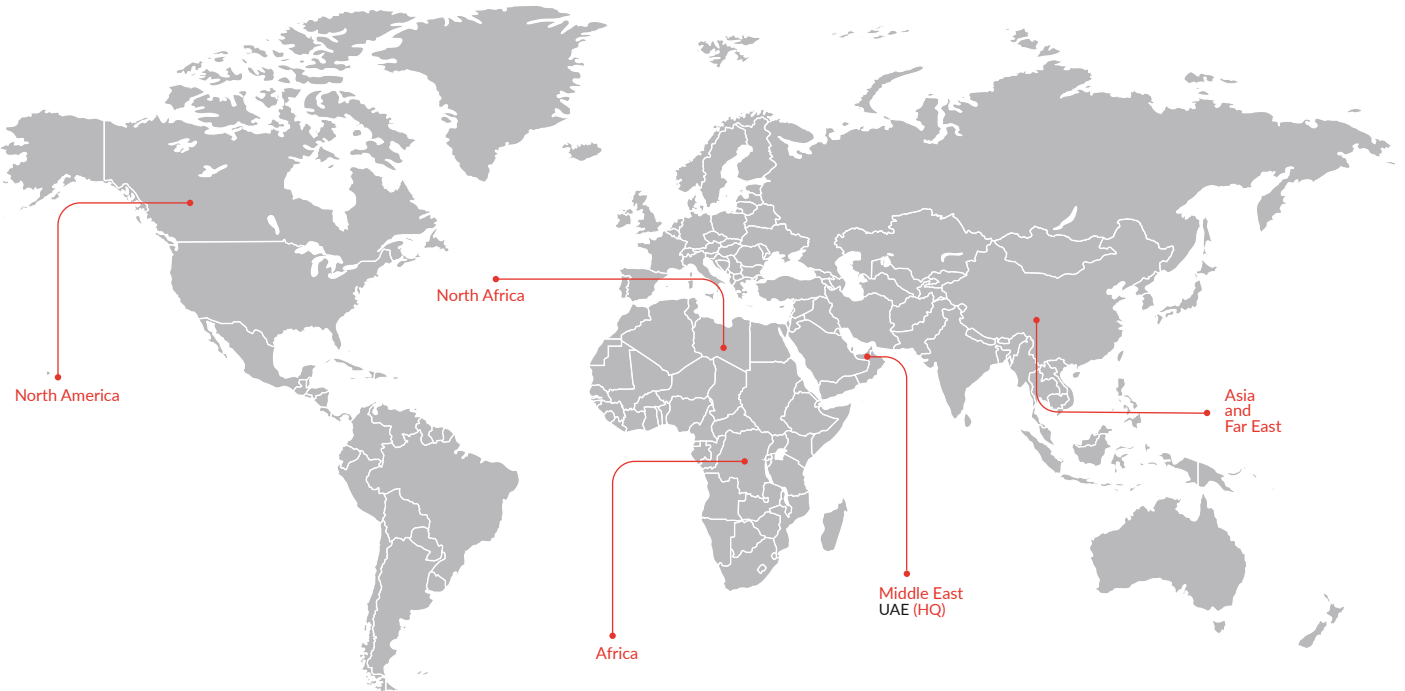 North Africa
North America
Asia
and
Far East
Middle East
UAE (HQ)
Africa